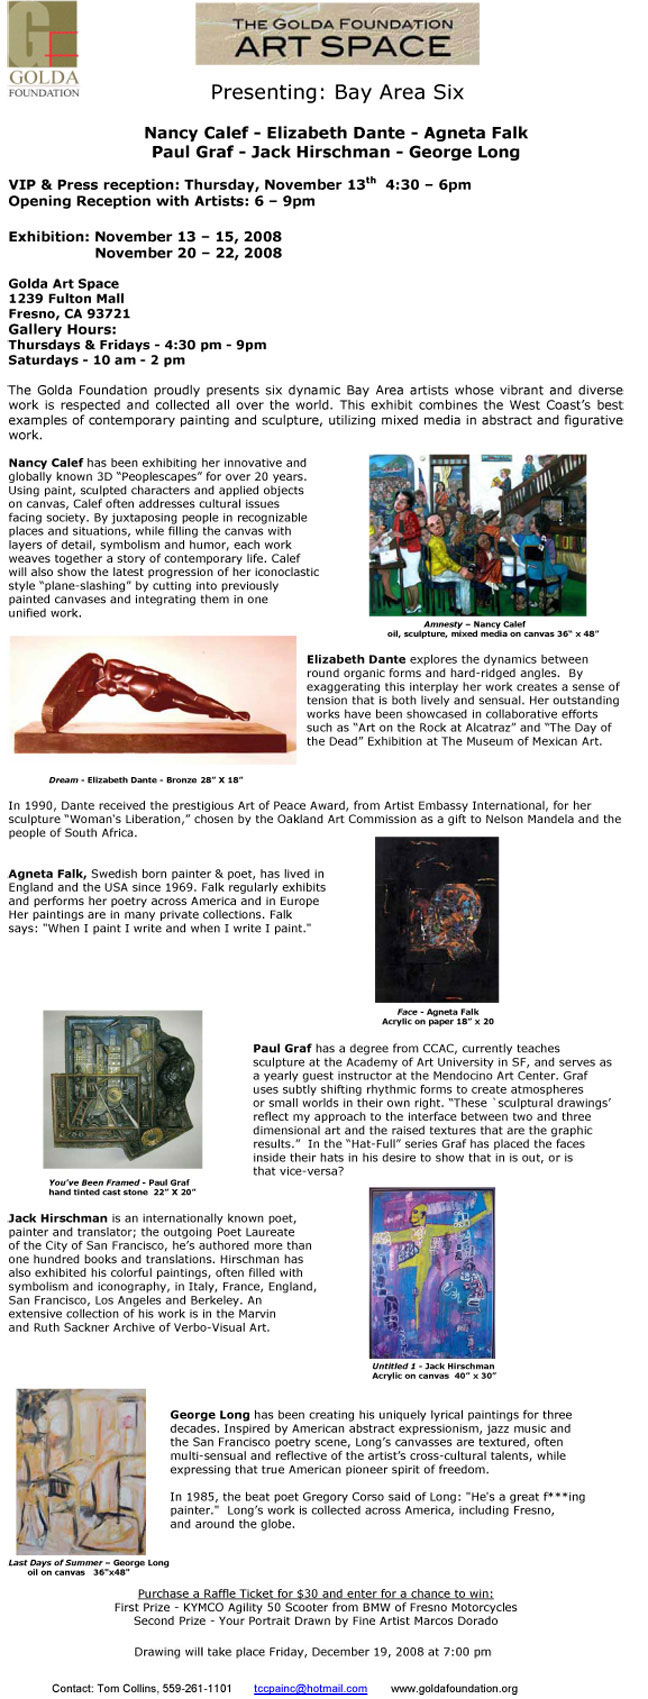 GE
GOLDA
FOUNDATION
THE GOLDA FOUNDATION
ART SPACE
Presenting: Bay Area Six
Nancy Calef - Elizabeth Dante - Agneta Falk
Paul Graf - Jack Hirschman - George Long
VIP & Press reception: Thursday, November 13th 4:30 – 6pm
Opening Reception with Artists: 6 – 9pm
Exhibition: November 13 – 15, 2008
November 20 – 22, 2008
Golda Art Space
1239 Fulton Mall
Fresno, CA 93721
Gallery Hours:
Thursdays & Fridays - 4:30 pm - 9pm
Saturdays - 10 am - 2 pm
The Golda Foundation proudly presents six dynamic Bay Area artists whose vibrant and diverse
work is respected and collected all over the world. This exhibit combines the West Coast's best
examples of contemporary painting and sculpture, utilizing mixed media in abstract and figurative
work.
Nancy Calef has been exhibiting her innovative and
globally known 3D “Peoplescapes” for over 20 years.
Using paint, sculpted characters and applied objects
on canvas, Calef often addresses cultural issues
facing society. By juxtaposing people in recognizable
places and situations, while filling the canvas with
layers of detail, symbolism and humor, each work
weaves together a story of contemporary life. Calef
will also show the latest progression of her iconoclastic
style “plane-slashing” by cutting into previously
painted canvases and integrating them in one
unified work.
Amnesty – Nancy Calef
oil, sculpture, mixed media on canvas 36" x 48”
Elizabeth Dante explores the dynamics between
round organic forms and hard-ridged angles. By
exaggerating this interplay her work creates a sense of
tension that is both lively and sensual. Her outstanding
works have been showcased in collaborative efforts
such as “Art on the Rock at Alcatraz” and “The Day of
the Dead” Exhibition at The Museum of Mexican Art.
Dream - Elizabeth Dante - Bronze 28” X 18”
In 1990, Dante received the prestigious Art of Peace Award, from Artist Embassy International, for her
sculpture “Woman's Liberation,” chosen by the Oakland Art Commission as a gift to Nelson Mandela and the
people of South Africa.
Agneta Falk, Swedish born painter & poet, has lived in
England and the USA since 1969. Falk regularly exhibits
and performs her poetry across America and in Europe
Her paintings are in many private collections. Falk
says: "When I paint I write and when I write I paint."
Face - Agneta Falk
Acrylic on paper 18” x 20
Paul Graf has a degree from CCAC, currently teaches
sculpture at the Academy of Art University in SF, and serves as
a yearly guest instructor at the Mendocino Art Center. Graf
uses subtly shifting rhythmic forms to create atmospheres
or small worlds in their own right. “These `sculptural drawings’
reflect my approach to the interface between two and three
dimensional art and the raised textures that are the graphic
results.” In the “Hat-Full” series Graf has placed the faces
inside their hats in his desire to show that in is out, or is
that vice-versa?
You've Been Framed - Paul Graf
hand tinted cast stone 22” X 20”
Jack Hirschman is an internationally known poet,
painter and translator; the outgoing Poet Laureate
of the City of San Francisco, he's authored more than
one hundred books and translations. Hirschman has
also exhibited his colorful paintings, often filled with
symbolism and iconography, in Italy, France, England,
San Francisco, Los Angeles and Berkeley. An
extensive collection of his work is in the Marvin
and Ruth Sackner Archive of Verbo-Visual Art.
Untitled 1 - Jack Hirschman
Acrylic on canvas 40” x 30”
George Long has been creating his uniquely lyrical paintings for three
decades. Inspired by American abstract expressionism, jazz music and
the San Francisco poetry scene, Long's canvasses are textured, often
multi-sensual and reflective of the artist's cross-cultural talents, while
expressing that true American pioneer spirit of freedom.
In 1985, the beat poet Gregory Corso said of Long: "He's a great f***ing
painter." Long's work is collected across America, including Fresno,
and around the globe.
Last Days of Summer – George Long
oil on canvas 36"x48"
Purchase a Raffle Ticket for $30 and enter for a chance to win:
First Prize - KYMCO Agility 50 Scooter from BMW of Fresno Motorcycles
Second Prize - Your Portrait Drawn by Fine Artist Marcos Dorado
Drawing will take place Friday, December 19, 2008 at 7:00 pm
Contact: Tom Collins, 559-261-1101 tccpainc@hotmail.com www.goldafoundation.org